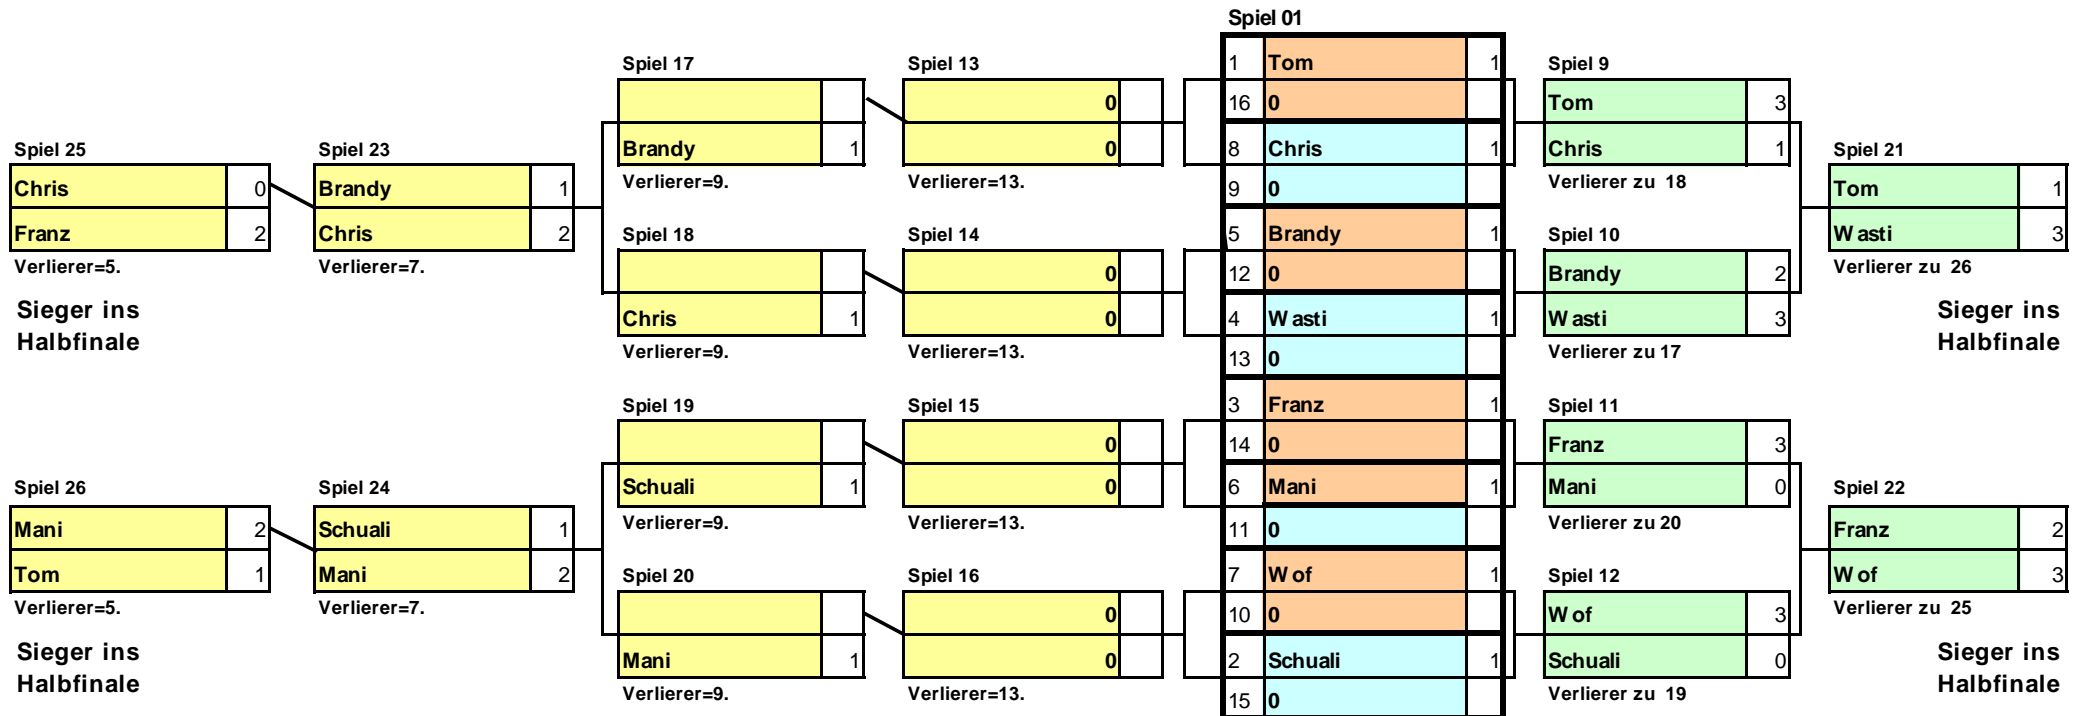 Spiel 01
1 Tom 1
Spiel 17 Spiel 13 Spiel 9
0 16 0 Tom 3
Spiel 25 Spiel 23 Brandy 1 0 8 Chris 1 Chris 1 Spiel 21
Chris 0 Brandy 1 Verlierer=9. Verlierer=13. 9 0 Verlierer zu 18 Tom 1
Franz 2 Chris 2 Spiel 18 Spiel 14 5 Brandy 1 Spiel 10 Wasti 3
Verlierer=5. Verlierer=7. 0 12 0 Brandy 2 Verlierer zu 26
Sieger ins Chris 1 0 4 Wasti 1 Wasti 3 Sieger ins
Halbfinale Verlierer=9. Verlierer=13. 13 0 Verlierer zu 17 Halbfinale
Spiel 19 Spiel 15 3 Franz 1 Spiel 11
0 14 0 Franz 3
Spiel 26 Spiel 24 Schuali 1 0 6 Mani 1 Mani 0 Spiel 22
Mani 2 Schuali 1 Verlierer=9. Verlierer=13. 11 0 Verlierer zu 20 Franz 2
Tom 1 Mani 2 Spiel 20 Spiel 16 7 Wof 1 Spiel 12 Wof 3
Verlierer=5. Verlierer=7. 0 10 0 Wof 3 Verlierer zu 25
Sieger ins Mani 1 0 2 Schuali 1 Schuali 0 Sieger ins
Halbfinale Verlierer=9. Verlierer=13. 15 0 Verlierer zu 19 Halbfinale